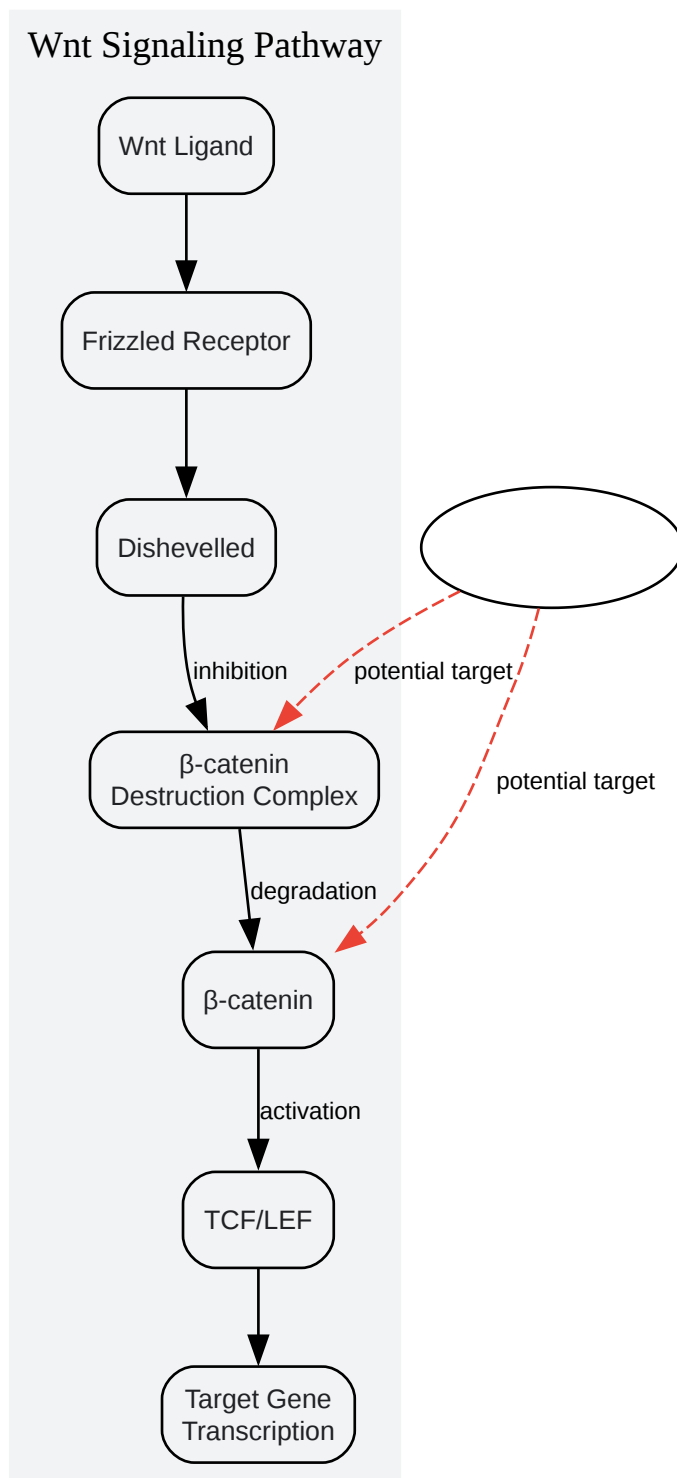 Wnt Signaling Pathway
Wnt Ligand
Frizzled Receptor
Dishevelled
inhibition
potential target
β-catenin
Destruction Complex
potential target
degradation
β-catenin
activation
TCF/LEF
Target Gene
Transcription